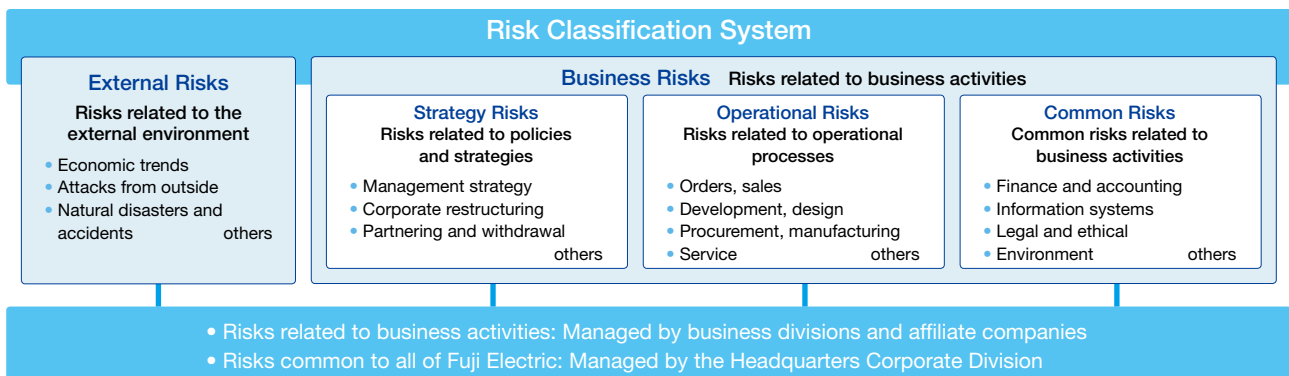 Risk Classification System
External Risks
Risks related to the
external environment
• Economic trends
• Attacks from outside
• Natural disasters and
accidents others
Business Risks Risks related to business activities
Strategy Risks
Risks related to policies
and strategies
• Management strategy
• Corporate restructuring
• Partnering and withdrawal
others
Operational Risks
Risks related to operational
processes
• Orders, sales
• Development, design
• Procurement, manufacturing
• Service others
Common Risks
Common risks related to
business activities
• Finance and accounting
• Information systems
• Legal and ethical
• Environment others
• Risks related to business activities: Managed by business divisions and affiliate companies
• Risks common to all of Fuji Electric: Managed by the Headquarters Corporate Division